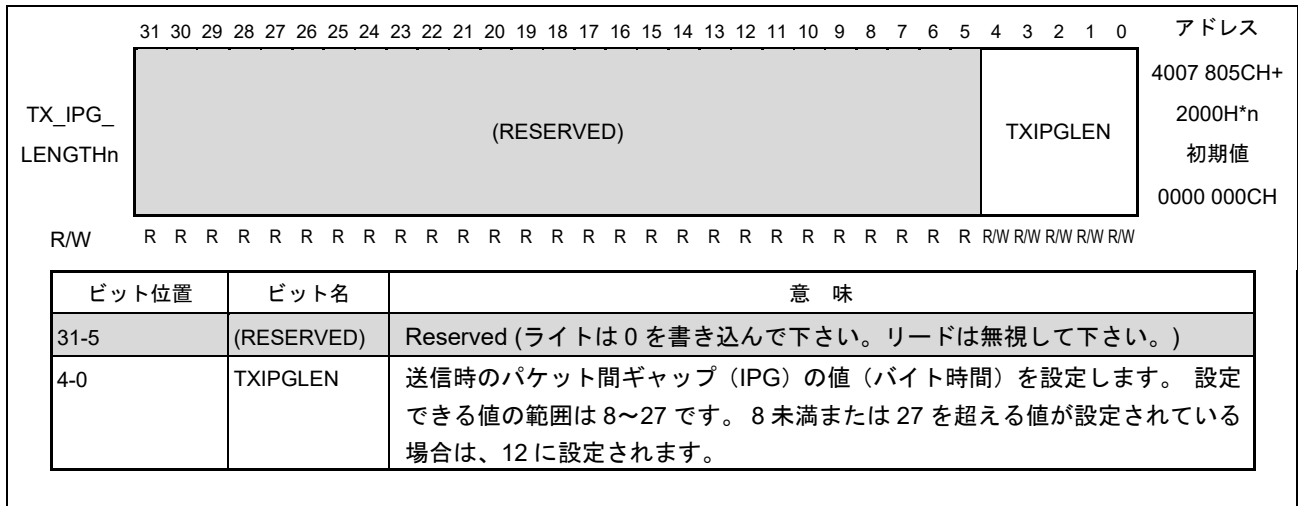 31 30 29 28 27 26 25 24 23 22 21 20 19 18 17 16 15 14 13 12 11 10 9 8 7 6 5 4 3 2 1 0 アドレス
TX_IPG_
LENGTHn
(RESERVED)
TXIPGLEN
4007 805CH+
2000H*n
初期値
0000 000CH
R/W R R R R R R R R R R R R R R R R R R R R R R R R R R R R/W R/W R/W R/W R/W
ビット位置 ビット名 意 味
31-5 (RESERVED) Reserved (ライトは 0 を書き込んで下さい。リードは無視して下さい。)
4-0 TXIPGLEN 送信時のパケット間ギャップ（IPG）の値（バイト時間）を設定します。 設定
できる値の範囲は 8～27 です。 8 未満または 27 を超える値が設定されている
場合は、12 に設定されます。